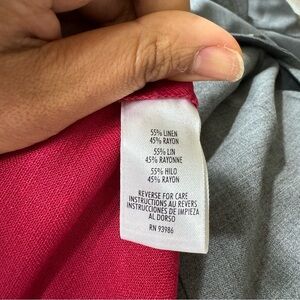 55% LINEN
45% RAYON
55% LIN
45% RAYONNE
55% HILO
45% RAYON
REVERSE FOR CARE
INSTRUCTIONS AU REVERS
INSTRUCCIONES DE LIMPIEZA
AL DORSO
RN 93986